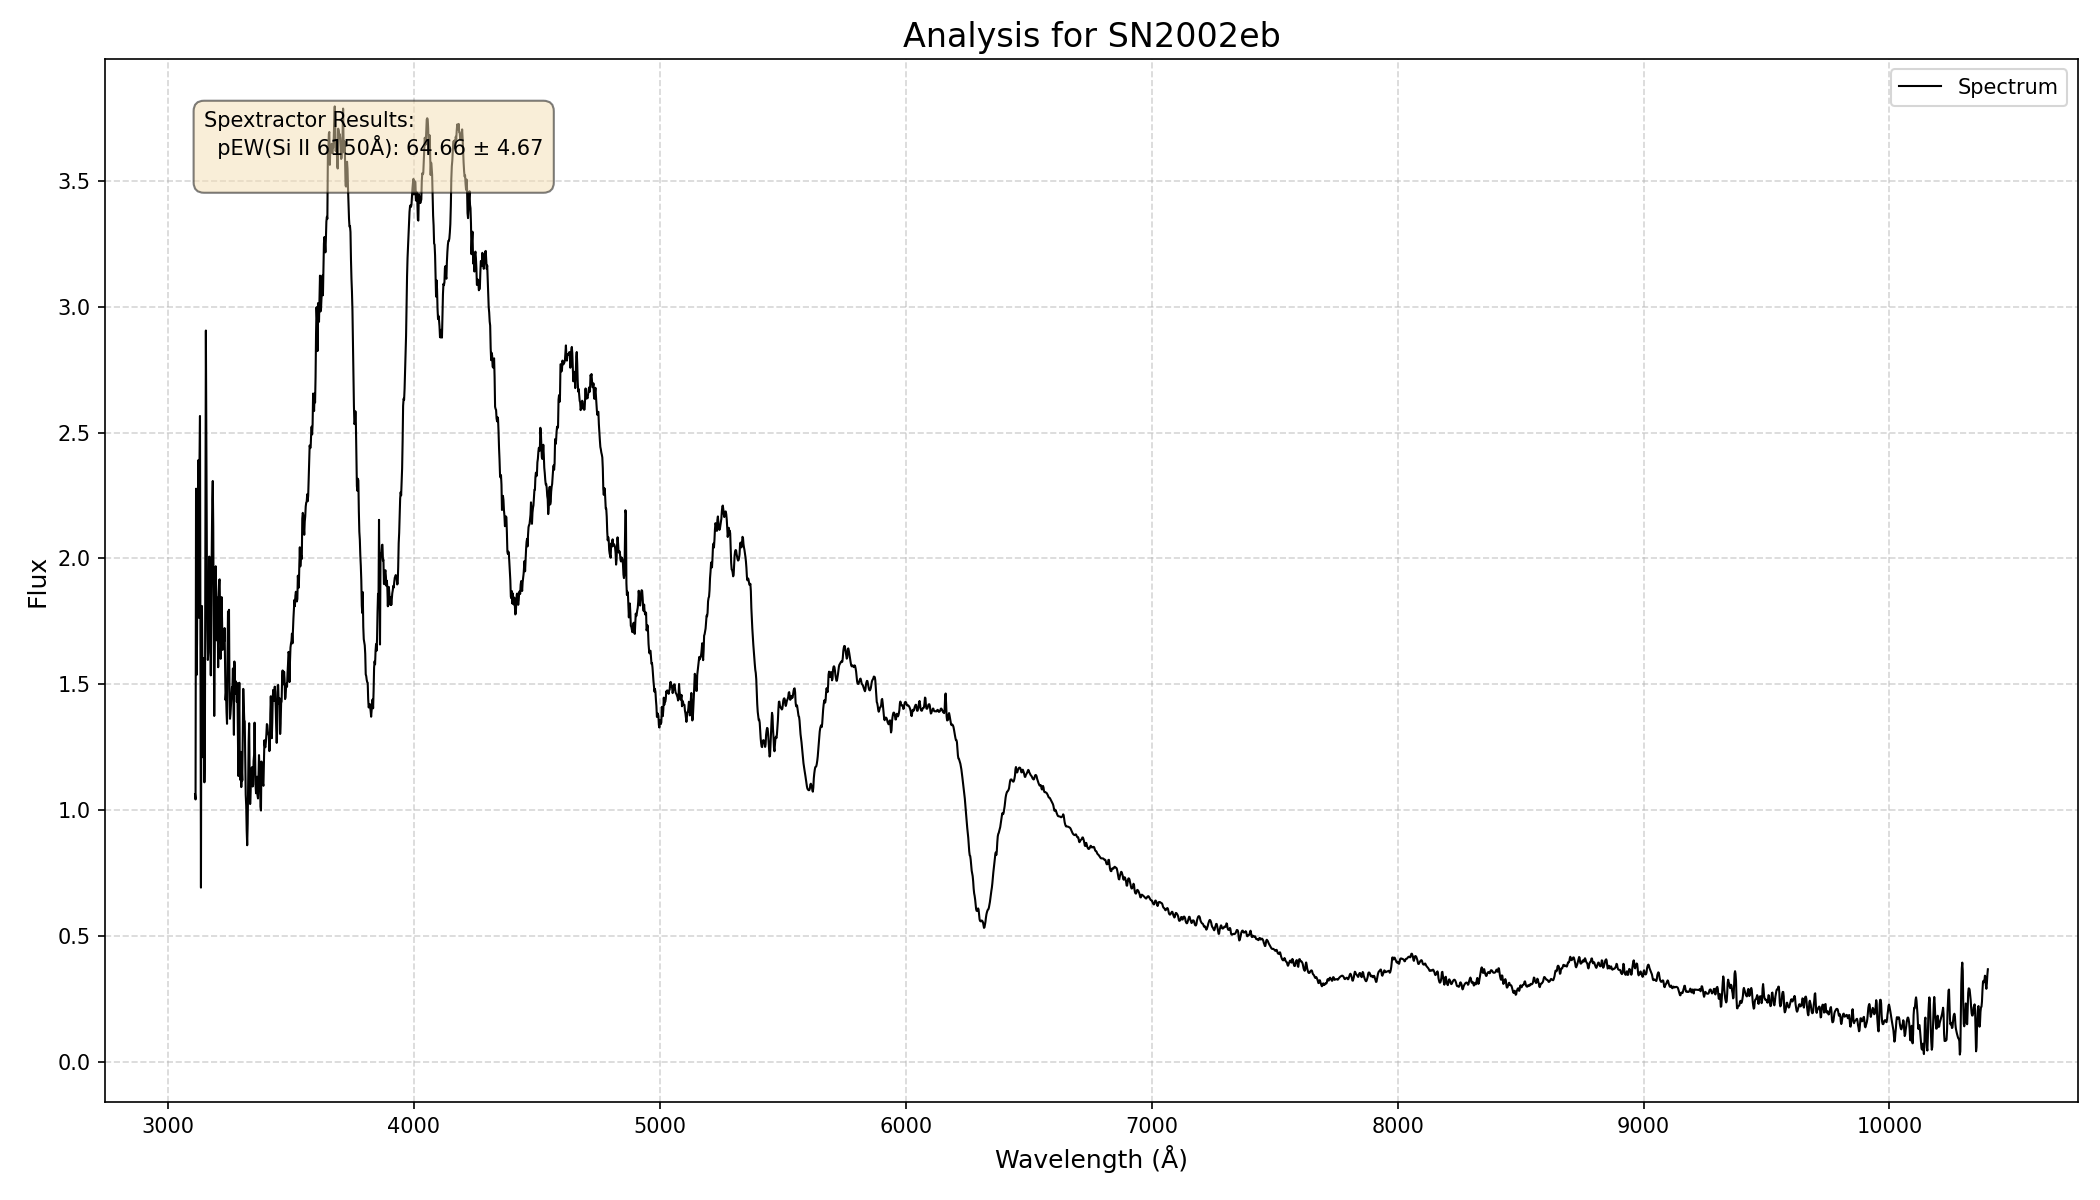 Analysis for SN2002eb
Spectrum
Spextractor Results:
pEW(Si II 6150Å): 64.66 ± 4.67
Flux
3.5
3.0
2.5
2.0
1.5
1.0
0.5
0.0
3000 4000 5000 6000 7000 8000 9000 10000
Wavelength (Å)